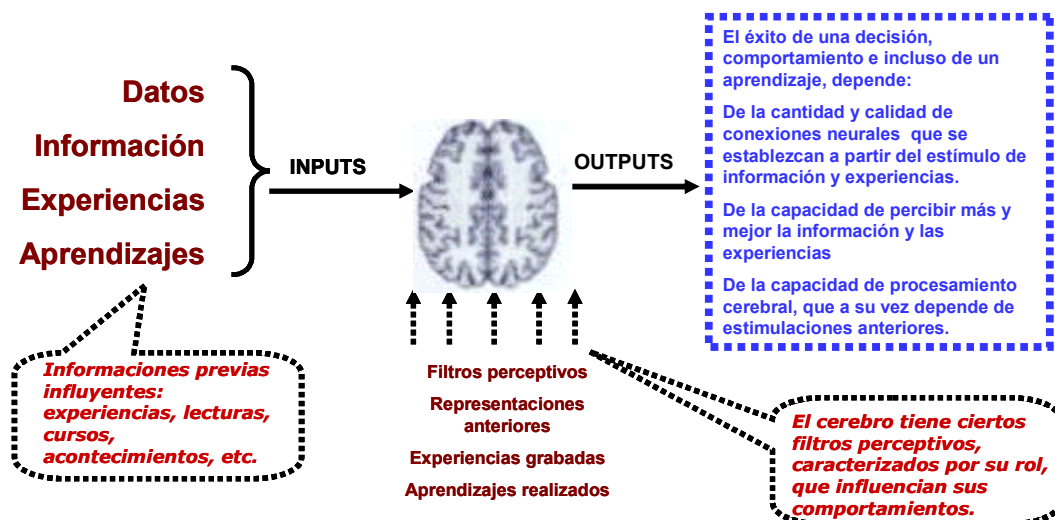 Datos
Información
Experiencias
Aprendizajes
INPUTS
OUTPUTS
El éxito de una decisión,
comportamiento e incluso de un
aprendizaje, depende:
De la cantidad y calidad de
conexiones neurales que se
establezcan a partir del estímulo de
información y experiencias.
De la capacidad de percibir más y
mejor la información y las
experiencias
De la capacidad de procesamiento
cerebral, que a su vez depende de
estimulaciones anteriores.
Informaciones previas
influyentes:
experiencias, lecturas,
cursos,
acontecimientos, etc.
Filtros perceptivos
Representaciones
anteriores
Experiencias grabadas
Aprendizajes realizados
El cerebro tiene ciertos
filtros perceptivos,
caracterizados por su rol,
que influencian sus
comportamientos.